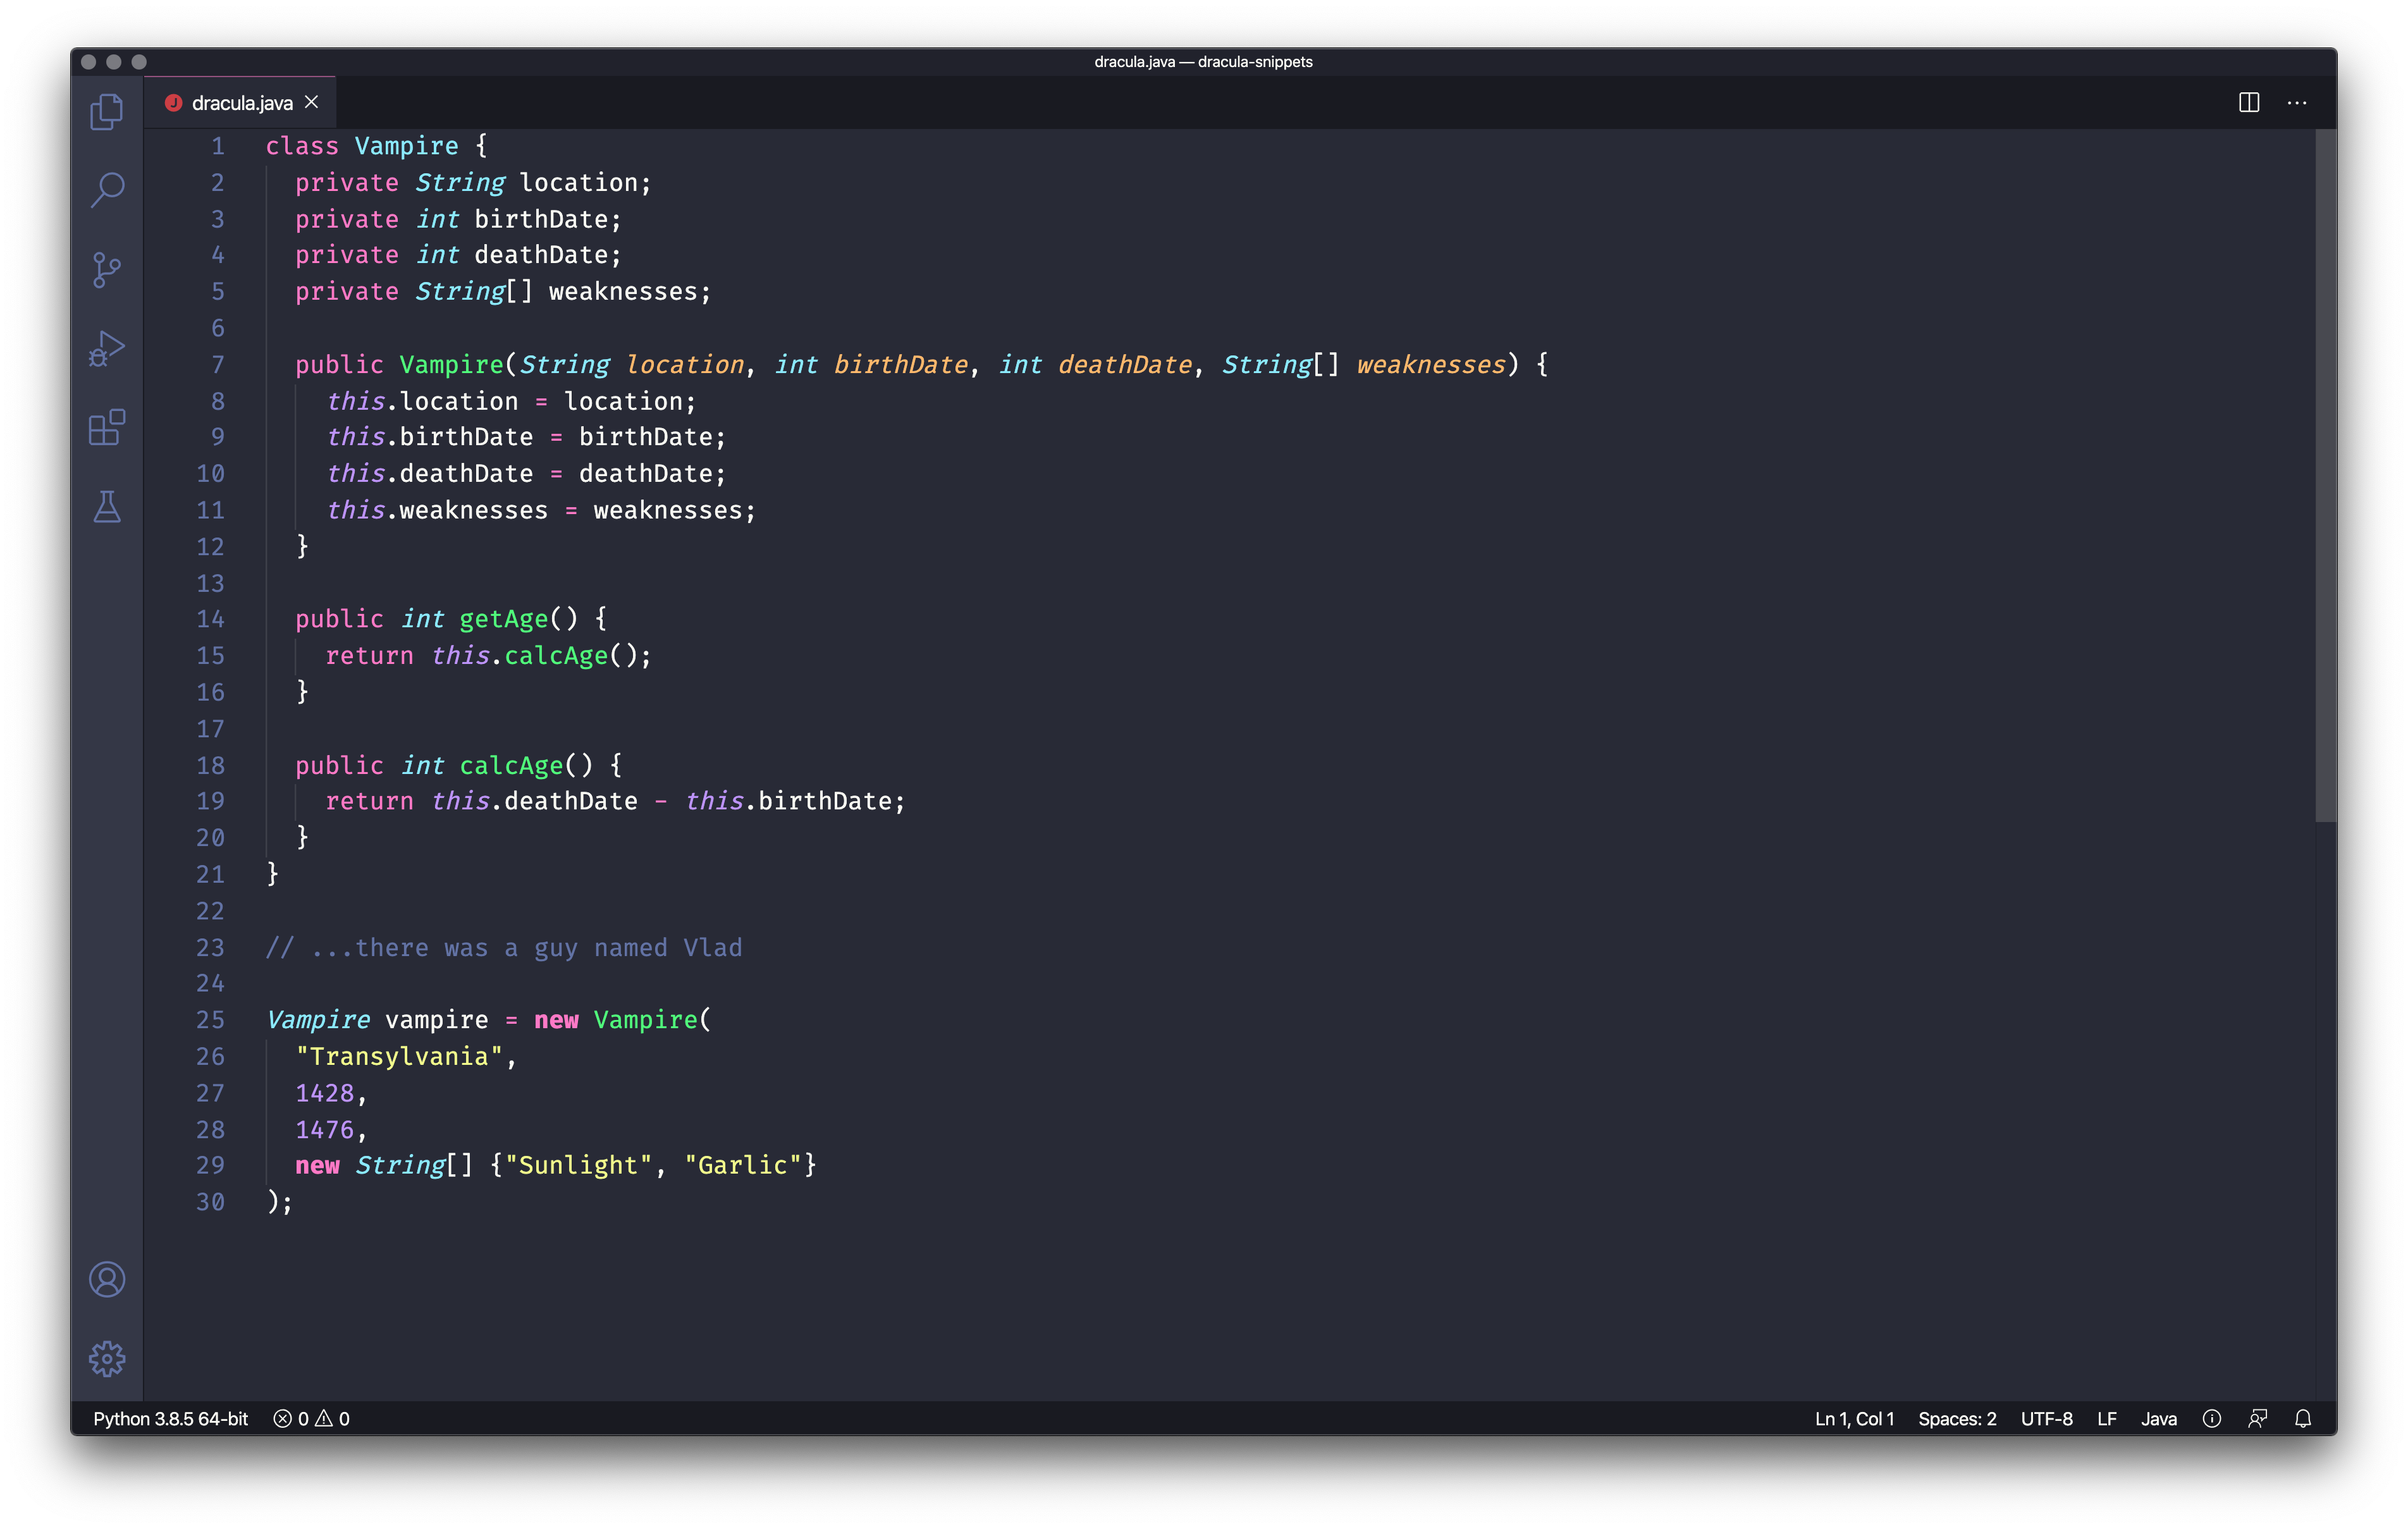 dracula.java — dracula-snippets
dracula.java
1 class Vampire {
2   private String location;
3   private int birthDate;
4   private int deathDate;
5   private String[] weaknesses;
6
7   public Vampire(String location, int birthDate, int deathDate, String[] weaknesses) {
8     this.location = location;
9     this.birthDate = birthDate;
10     this.deathDate = deathDate;
11     this.weaknesses = weaknesses;
12   }
13
14   public int getAge() {
15     return this.calcAge();
16   }
17
18   public int calcAge() {
19     return this.deathDate - this.birthDate;
20   }
21 }
22
23 // ...there was a guy named Vlad
24
25 Vampire vampire = new Vampire(
26   "Transylvania",
27   1428,
28   1476,
29   new String[] {"Sunlight", "Garlic"}
30 );
Python 3.8.5 64-bit 0 0 Ln 1, Col 1 Spaces: 2 UTF-8 LF Java